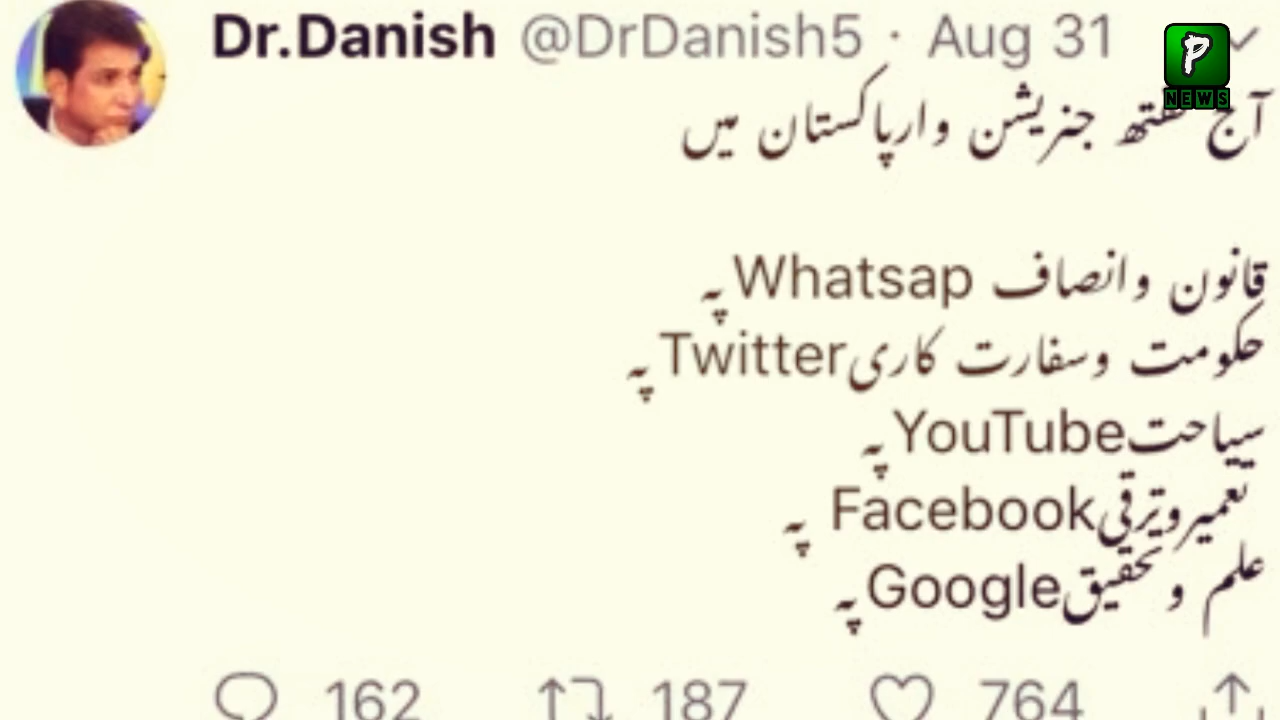 Dr.Danish @DrDanish5 · Aug 31
P
NEWS
آج جنریشن وارپاکستان میں
قانون وانصاف Whatsap پہ
حکومت وسفارت کاری Twitter پہ
سیاحت YouTube پہ
تعمیروترقی Facebook پہ
علم و تحقیق Google پہ
162 187 764